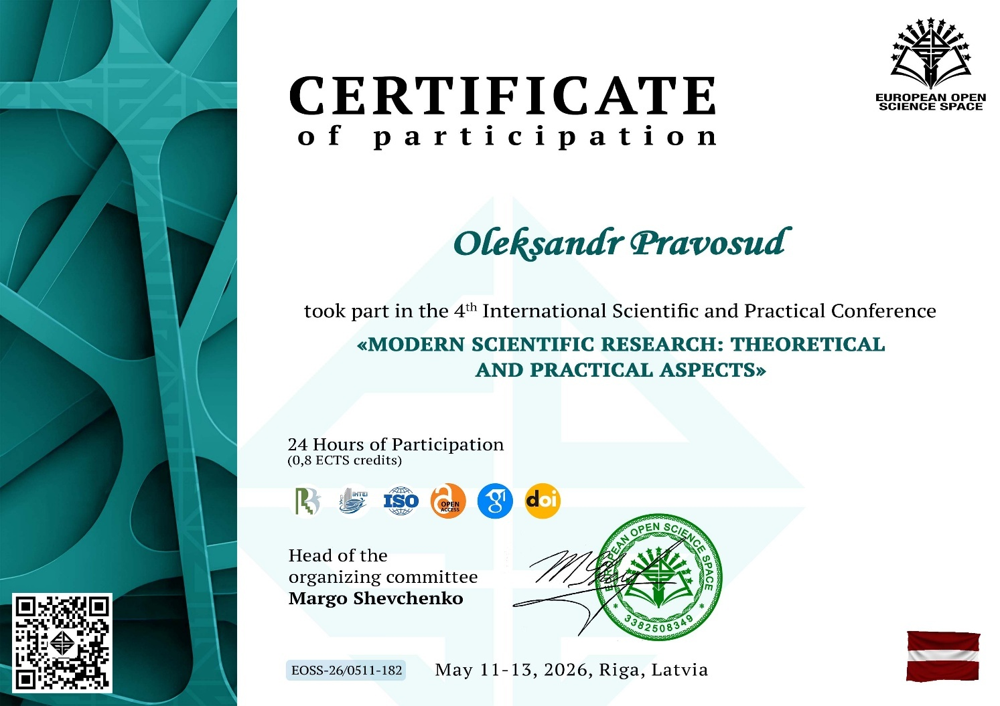 CERTIFICATE
of participation
EUROPEAN OPEN
SCIENCE SPACE
Oleksandr Pravosud
took part in the 4th International Scientific and Practical Conference
«MODERN SCIENTIFIC RESEARCH: THEORETICAL
AND PRACTICAL ASPECTS»
24 Hours of Participation
(0,8 ECTS credits)
ІНТЕІ
ISO
OPEN
ACCESS
doi
Head of the
organizing committee
Margo Shevchenko
EUROPEAN OPEN SCIENCE SPACE
* 3382508349 *
EOSS-26/0511-182
May 11-13, 2026, Riga, Latvia